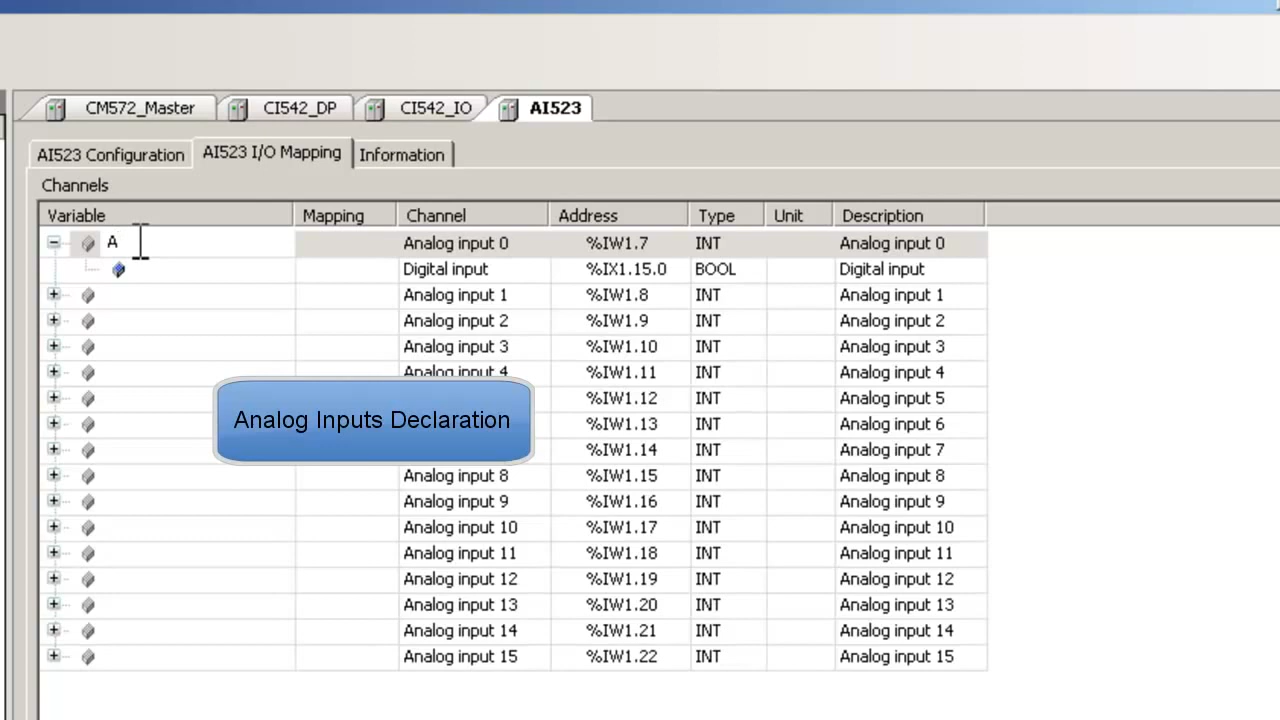 CM572_Master CI542_DP CI542_IO AI523
AI523 Configuration AI523 I/O Mapping Information
Channels
Variable Mapping Channel Address Type Unit Description
A Analog input 0 %IW1.7 INT Analog input 0
Digital input %IX1.15.0 BOOL Digital input
Analog input 1 %IW1.8 INT Analog input 1
Analog input 2 %IW1.9 INT Analog input 2
Analog input 3 %IW1.10 INT Analog input 3
Analog input 4 %IW1.11 INT Analog input 4
%IW1.12 INT Analog input 5
Analog Inputs Declaration
%IW1.13 INT Analog input 6
%IW1.14 INT Analog input 7
Analog input 8 %IW1.15 INT Analog input 8
Analog input 9 %IW1.16 INT Analog input 9
Analog input 10 %IW1.17 INT Analog input 10
Analog input 11 %IW1.18 INT Analog input 11
Analog input 12 %IW1.19 INT Analog input 12
Analog input 13 %IW1.20 INT Analog input 13
Analog input 14 %IW1.21 INT Analog input 14
Analog input 15 %IW1.22 INT Analog input 15